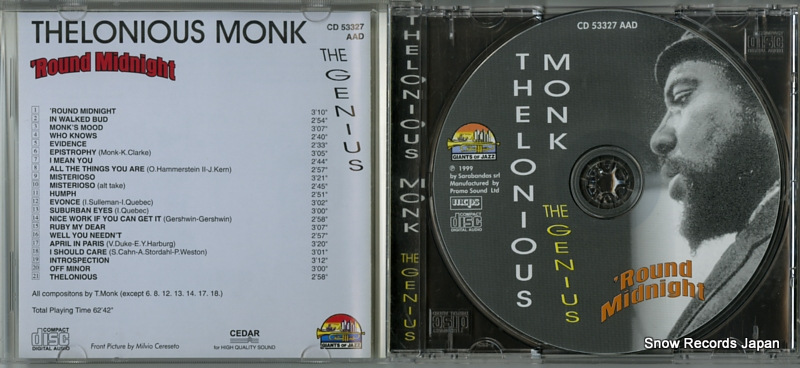 THELONIOUS MONK
CD 53327
AAD
'Round Midnight
THE GENIUS
1 'ROUND MIDNIGHT 3'10"
2 IN WALKED BUD 2'54"
3 MONK'S MOOD 3'07"
4 WHO KNOWS 2'40"
5 EVIDENCE 2'33"
6 EPISTROPHY (Monk-K.Clarke) 3'05"
7 I MEAN YOU 2'44"
8 ALL THE THINGS YOU ARE (O.Hammerstein II-J.Kern) 2'57"
9 MISTERIOSO 3'21"
10 MISTERIOSO (alt take) 2'45"
11 HUMPH 2'51"
12 EVONCE (I.Sulleman-I.Quebec) 3'02"
13 SUBURBAN EYES (I.Quebec) 3'00"
14 NICE WORK IF YOU CAN GET IT (Gershwin-Gershwin) 2'58"
15 RUBY MY DEAR 3'07"
16 WELL YOU NEEDN'T 2'57"
17 APRIL IN PARIS (V.Duke-E.Y.Harburg) 3'20"
18 I SHOULD CARE (S.Cahn-A.Stordahl-P.Weston) 3'01"
19 INTROSPECTION 3'12"
20 OFF MINOR 3'00"
21 THELONIOUS 2'58"
All compositons by T.Monk (except 6. 8. 12. 13. 14. 17. 18.)
Total Playing Time 62'42"
COMPACT
disc
DIGITAL AUDIO
Front Picture by Milvio Cereseto
CEDAR
for HIGH QUALITY SOUND
GIANTS OF JAZZ
THELONIOUS MONK THE GENIUS
CD 53327 AAD
THELONIOUS
MONK
THE GENIUS
GIANTS OF JAZZ
℗ 1999
by Sarabandas srl
Manufactured by
Promo Sound Ltd
mcps
COMPACT
disc
DIGITAL AUDIO
'Round
Midnight
disc
disc
Snow Records Japan